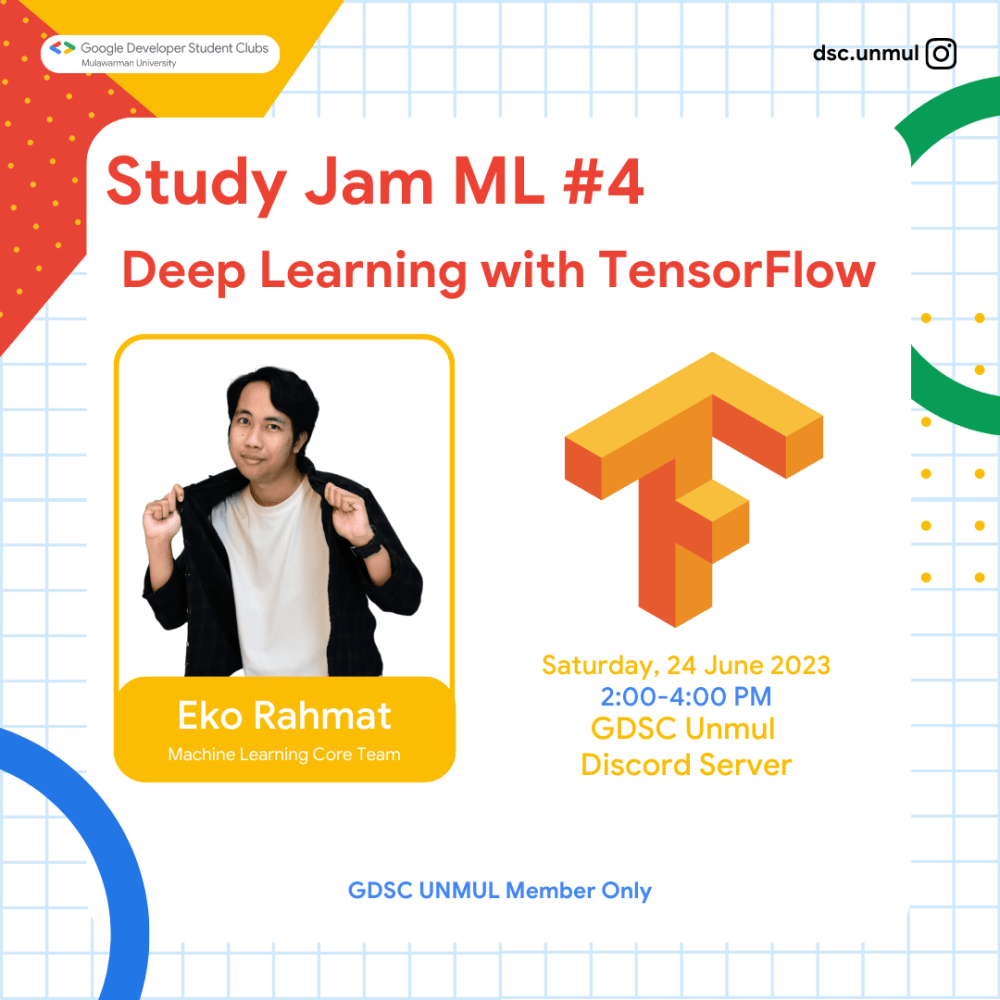 Google Developer Student Clubs
Mulawarman University
dsc.unmul
Study Jam ML #4
Deep Learning with TensorFlow
Eko Rahmat
Machine Learning Core Team
Saturday, 24 June 2023
2:00-4:00 PM
GDSC Unmul
Discord Server
GDSC UNMUL Member Only